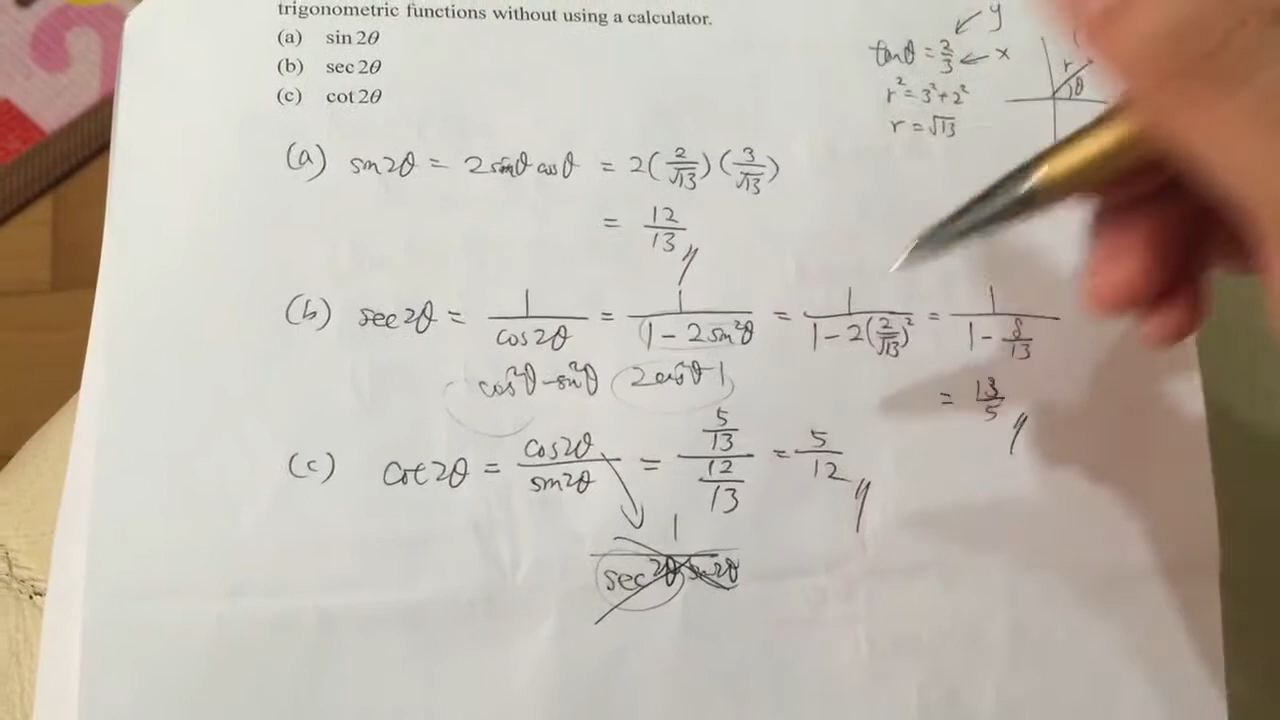 trigonometric functions without using a calculator.
(a) sin 2θ
(b) sec 2θ
(c) cot 2θ
y
tanθ = 2/3 ← x
r² = 3² + 2²
r = √13
r
θ
(a) sin2θ = 2sinθ cosθ = 2(2/√13)(3/√13)
= 12/13
(b) sec2θ = 1/cos2θ = 1/(1 - 2sin²θ) = 1/(1 - 2(2/√13)²) = 1/(1 - 8/13)
cos²θ - sin²θ 2cos²θ - 1
= 13/5
(c) cot2θ = cos2θ/sin2θ = (5/13)/(12/13) = 5/12
1/(sec2θ sin2θ)